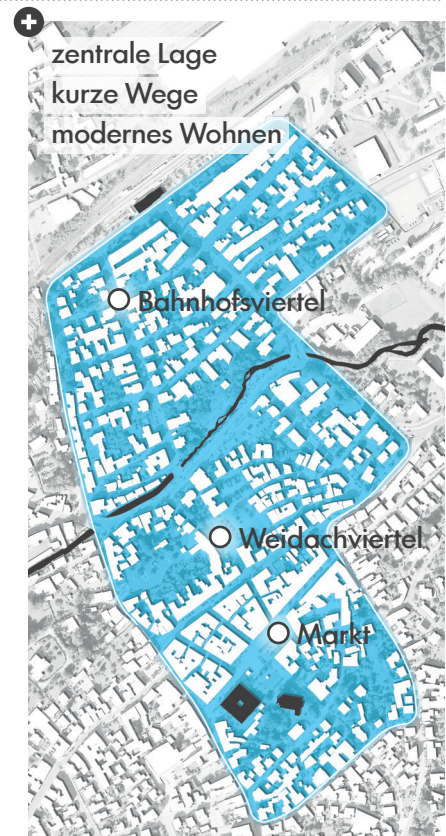 zentrale Lage
kurze Wege
modernes Wohnen
Bahnhofsviertel
Weidachviertel
Markt